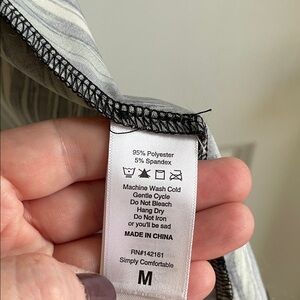 95% Polyester
5% Spandex
Machine Wash Cold
Gentle Cycle
Do Not Bleach
Hang Dry
Do Not Iron
or you'll be sad
MADE IN CHINA
RN#142181
Simply Comfortable
M